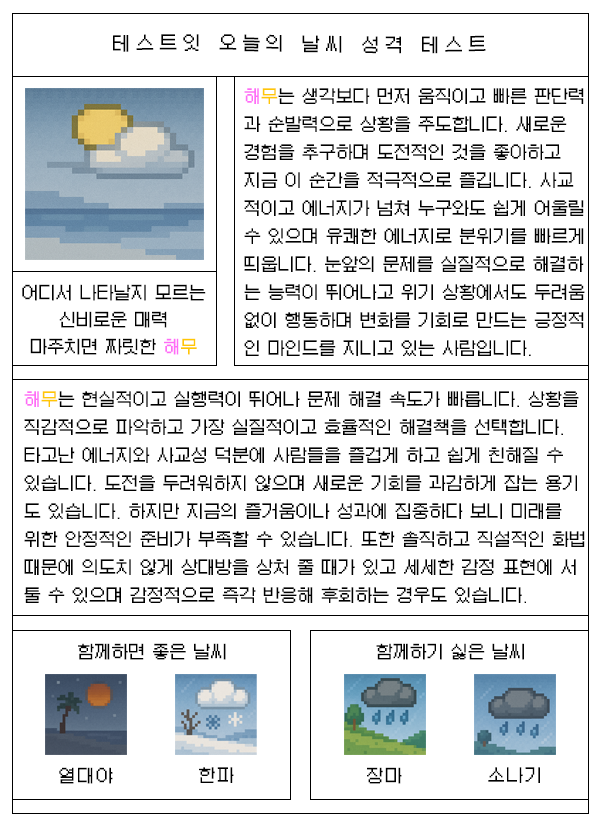 테스트잇 오늘의 날씨 성격 테스트
어디서 나타날지 모르는
신비로운 매력
마주치면 짜릿한 해무
해무는 생각보다 먼저 움직이고 빠른 판단력
과 순발력으로 상황을 주도합니다. 새로운
경험을 추구하며 도전적인 것을 좋아하고
지금 이 순간을 적극적으로 즐깁니다. 사교
적이고 에너지가 넘쳐 누구와도 쉽게 어울릴
수 있으며 유쾌한 에너지로 분위기를 빠르게
띄웁니다. 눈앞의 문제를 실질적으로 해결하
는 능력이 뛰어나고 위기 상황에서도 두려움
없이 행동하며 변화를 기회로 만드는 긍정적
인 마인드를 지니고 있는 사람입니다.
해무는 현실적이고 실행력이 뛰어나 문제 해결 속도가 빠릅니다. 상황을
직감적으로 파악하고 가장 실질적이고 효율적인 해결책을 선택합니다.
타고난 에너지와 사교성 덕분에 사람들을 즐겁게 하고 쉽게 친해질 수
있습니다. 도전을 두려워하지 않으며 새로운 기회를 과감하게 잡는 용기
도 있습니다. 하지만 지금의 즐거움이나 성과에 집중하다 보니 미래를
위한 안정적인 준비가 부족할 수 있습니다. 또한 솔직하고 직설적인 화법
때문에 의도치 않게 상대방을 상처 줄 때가 있고 세세한 감정 표현에 서
툴 수 있으며 감정적으로 즉각 반응해 후회하는 경우도 있습니다.
함께하면 좋은 날씨
열대야 한파
함께하기 싫은 날씨
장마 소나기